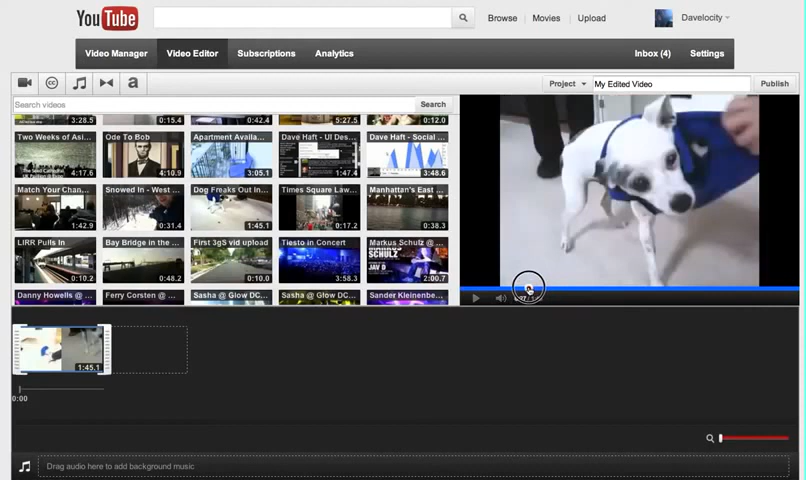 YouTube
Browse Movies Upload Davelocity
Video Manager Video Editor Subscriptions Analytics Inbox (4) Settings
a Project My Edited Video Publish
Search videos Search
3:28.5 0:15.4 0:42.4 5:27.5 0:12.0
Two Weeks of Asi... Ode To Bob Apartment Availa... Dave Haft - UI Des... Dave Haft - Social ...
4:17.6 4:10.9 3:05.1 1:47.4 3:48.6
Match Your Chan... Snowed In - West ... Dog Freaks Out In... Times Square Law... Manhattan's East ...
1:42.9 0:31.4 1:45.1 0:17.2 0:38.3
LIRR Pulls In Bay Bridge in the ... First 3gS vid upload Tiesto in Concert Markus Schulz @ ...
MARKUS
SCHULZ
JAV D
0:10.2 0:48.2 0:10.0 3:58.3 2:00.7
Danny Howells @ ... Ferry Corsten @ ... Sasha @ Glow DC... Sasha @ Glow DC... Sander Kleinenbe...
1:45.1
0:00
Drag audio here to add background music